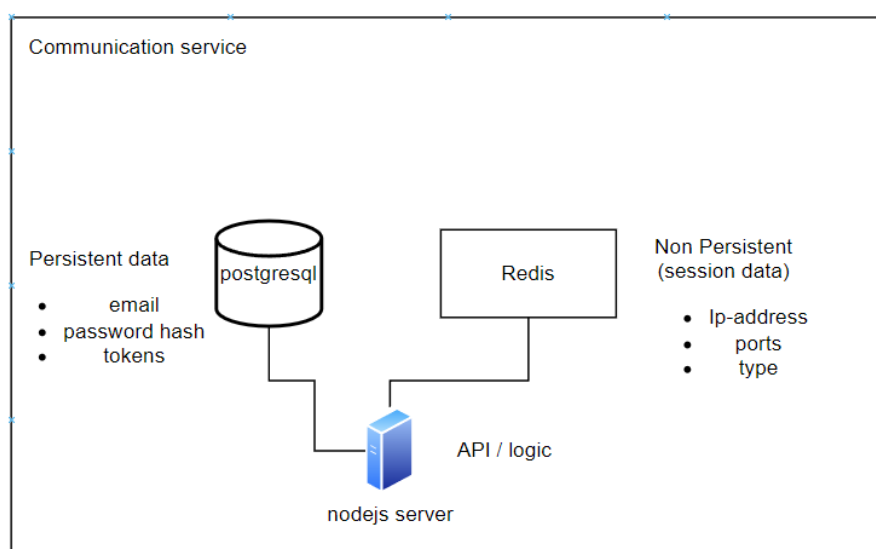 Communication service
Persistent data
email
password hash
tokens
postgresql
Redis
Non Persistent
(session data)
Ip-address
ports
type
API / logic
nodejs server